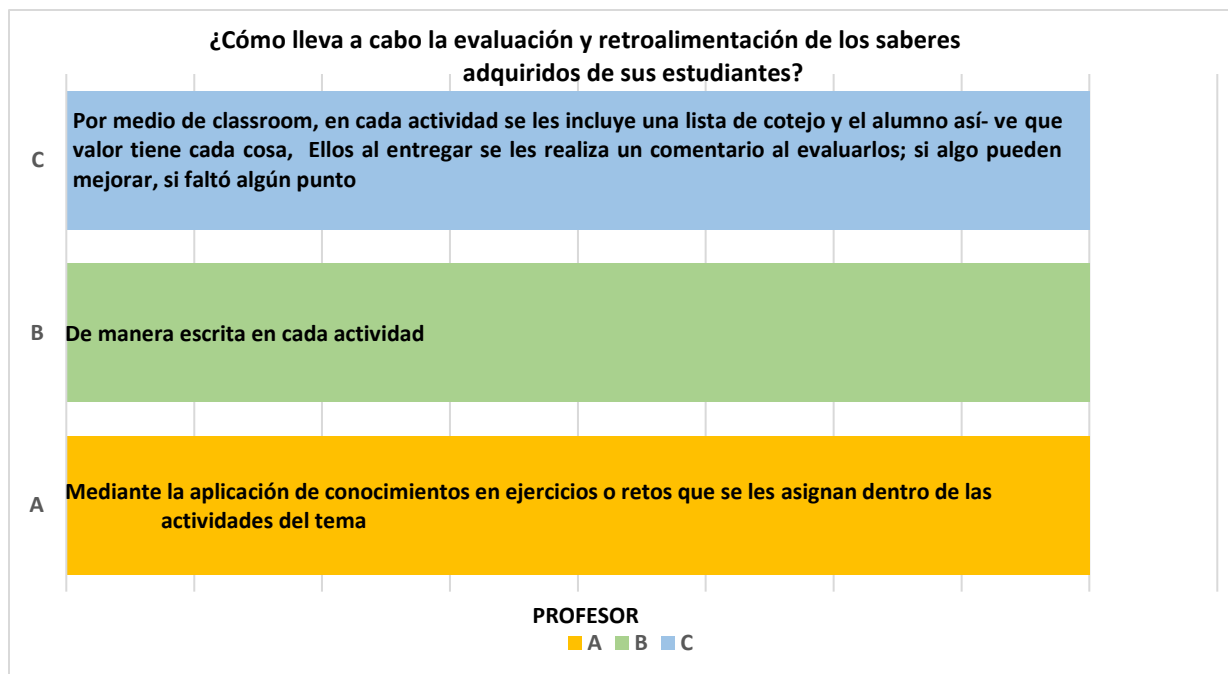 ¿Cómo lleva a cabo la evaluación y retroalimentación de los saberes
adquiridos de sus estudiantes?
C
Por medio de classroom, en cada actividad se les incluye una lista de cotejo y el alumno así- ve que
valor tiene cada cosa, Ellos al entregar se les realiza un comentario al evaluarlos; si algo pueden
mejorar, si faltó algún punto
B
De manera escrita en cada actividad
A
Mediante la aplicación de conocimientos en ejercicios o retos que se les asignan dentro de las
actividades del tema
PROFESOR
A B C